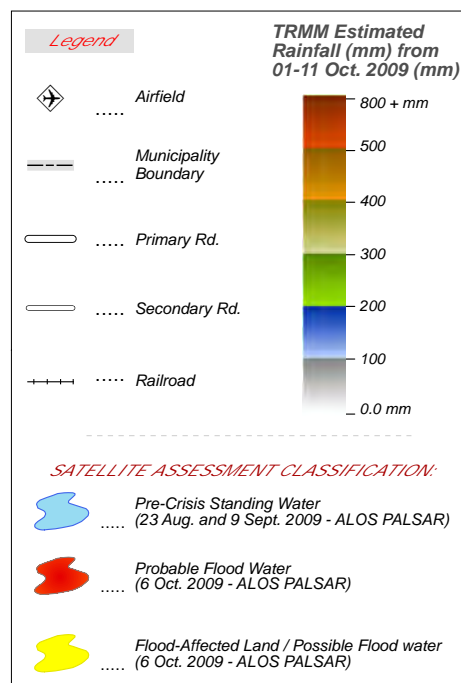 Legend
TRMM Estimated
Rainfall (mm) from
01-11 Oct. 2009 (mm)
..... Airfield
..... Municipality
Boundary
..... Primary Rd.
..... Secondary Rd.
..... Railroad
800 + mm
500
400
300
200
100
0.0 mm
SATELLITE ASSESSMENT CLASSIFICATION:
..... Pre-Crisis Standing Water
(23 Aug. and 9 Sept. 2009 - ALOS PALSAR)
..... Probable Flood Water
(6 Oct. 2009 - ALOS PALSAR)
..... Flood-Affected Land / Possible Flood water
(6 Oct. 2009 - ALOS PALSAR)